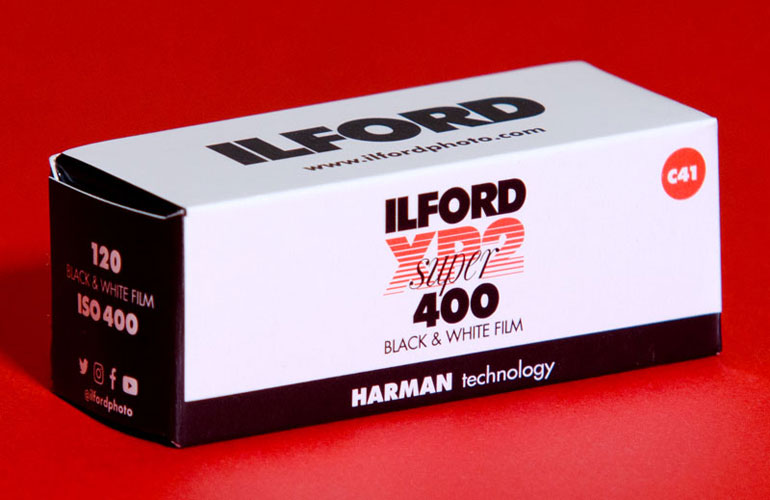 ILFORD
www.ilfordphoto.com
C41
ILFORD
XP2
super
400
BLACK & WHITE FILM
HARMAN technology
120
BLACK & WHITE FILM
ISO 400
@ilfordphoto